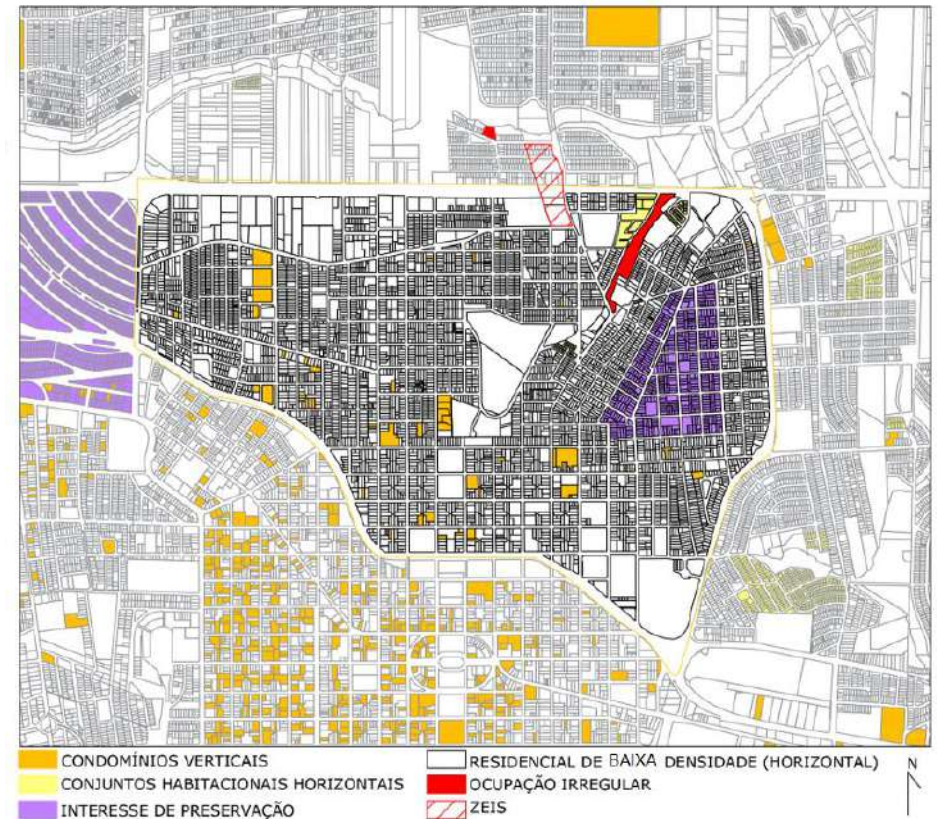 CONDOMÍNIOS VERTICAIS
CONJUNTOS HABITACIONAIS HORIZONTAIS
INTERESSE DE PRESERVAÇÃO
RESIDENCIAL DE BAIXA DENSIDADE (HORIZONTAL)
OCUPAÇÃO IRREGULAR
ZEIS
N